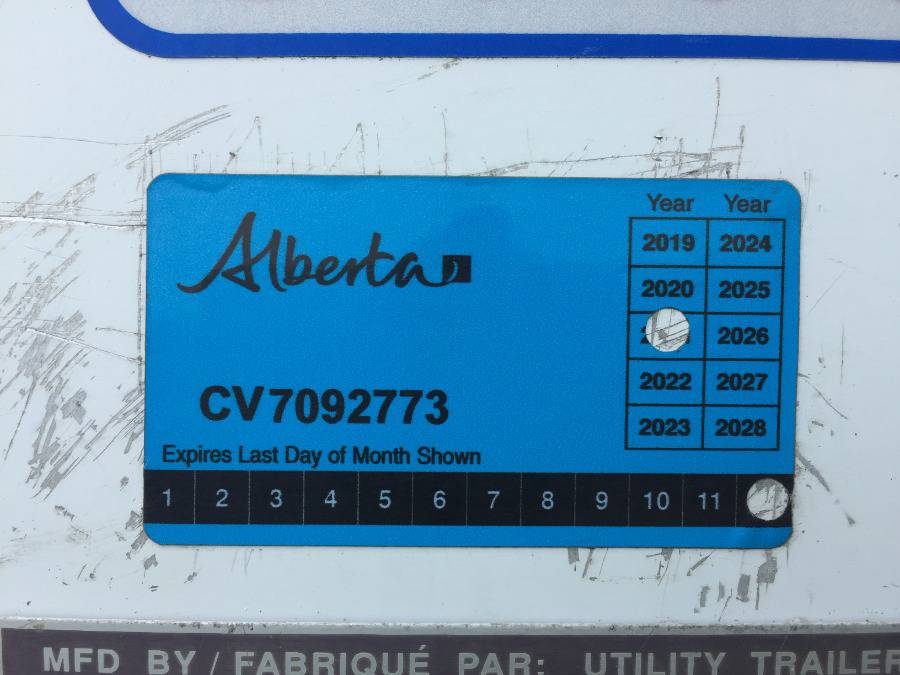 Alberta
Year Year
2019 2024
2020 2025
2026
2022 2027
2023 2028
CV7092773
Expires Last Day of Month Shown
1 2 3 4 5 6 7 8 9 10 11
MFD BY / FABRIQUÉ PAR: UTILITY TRAILER